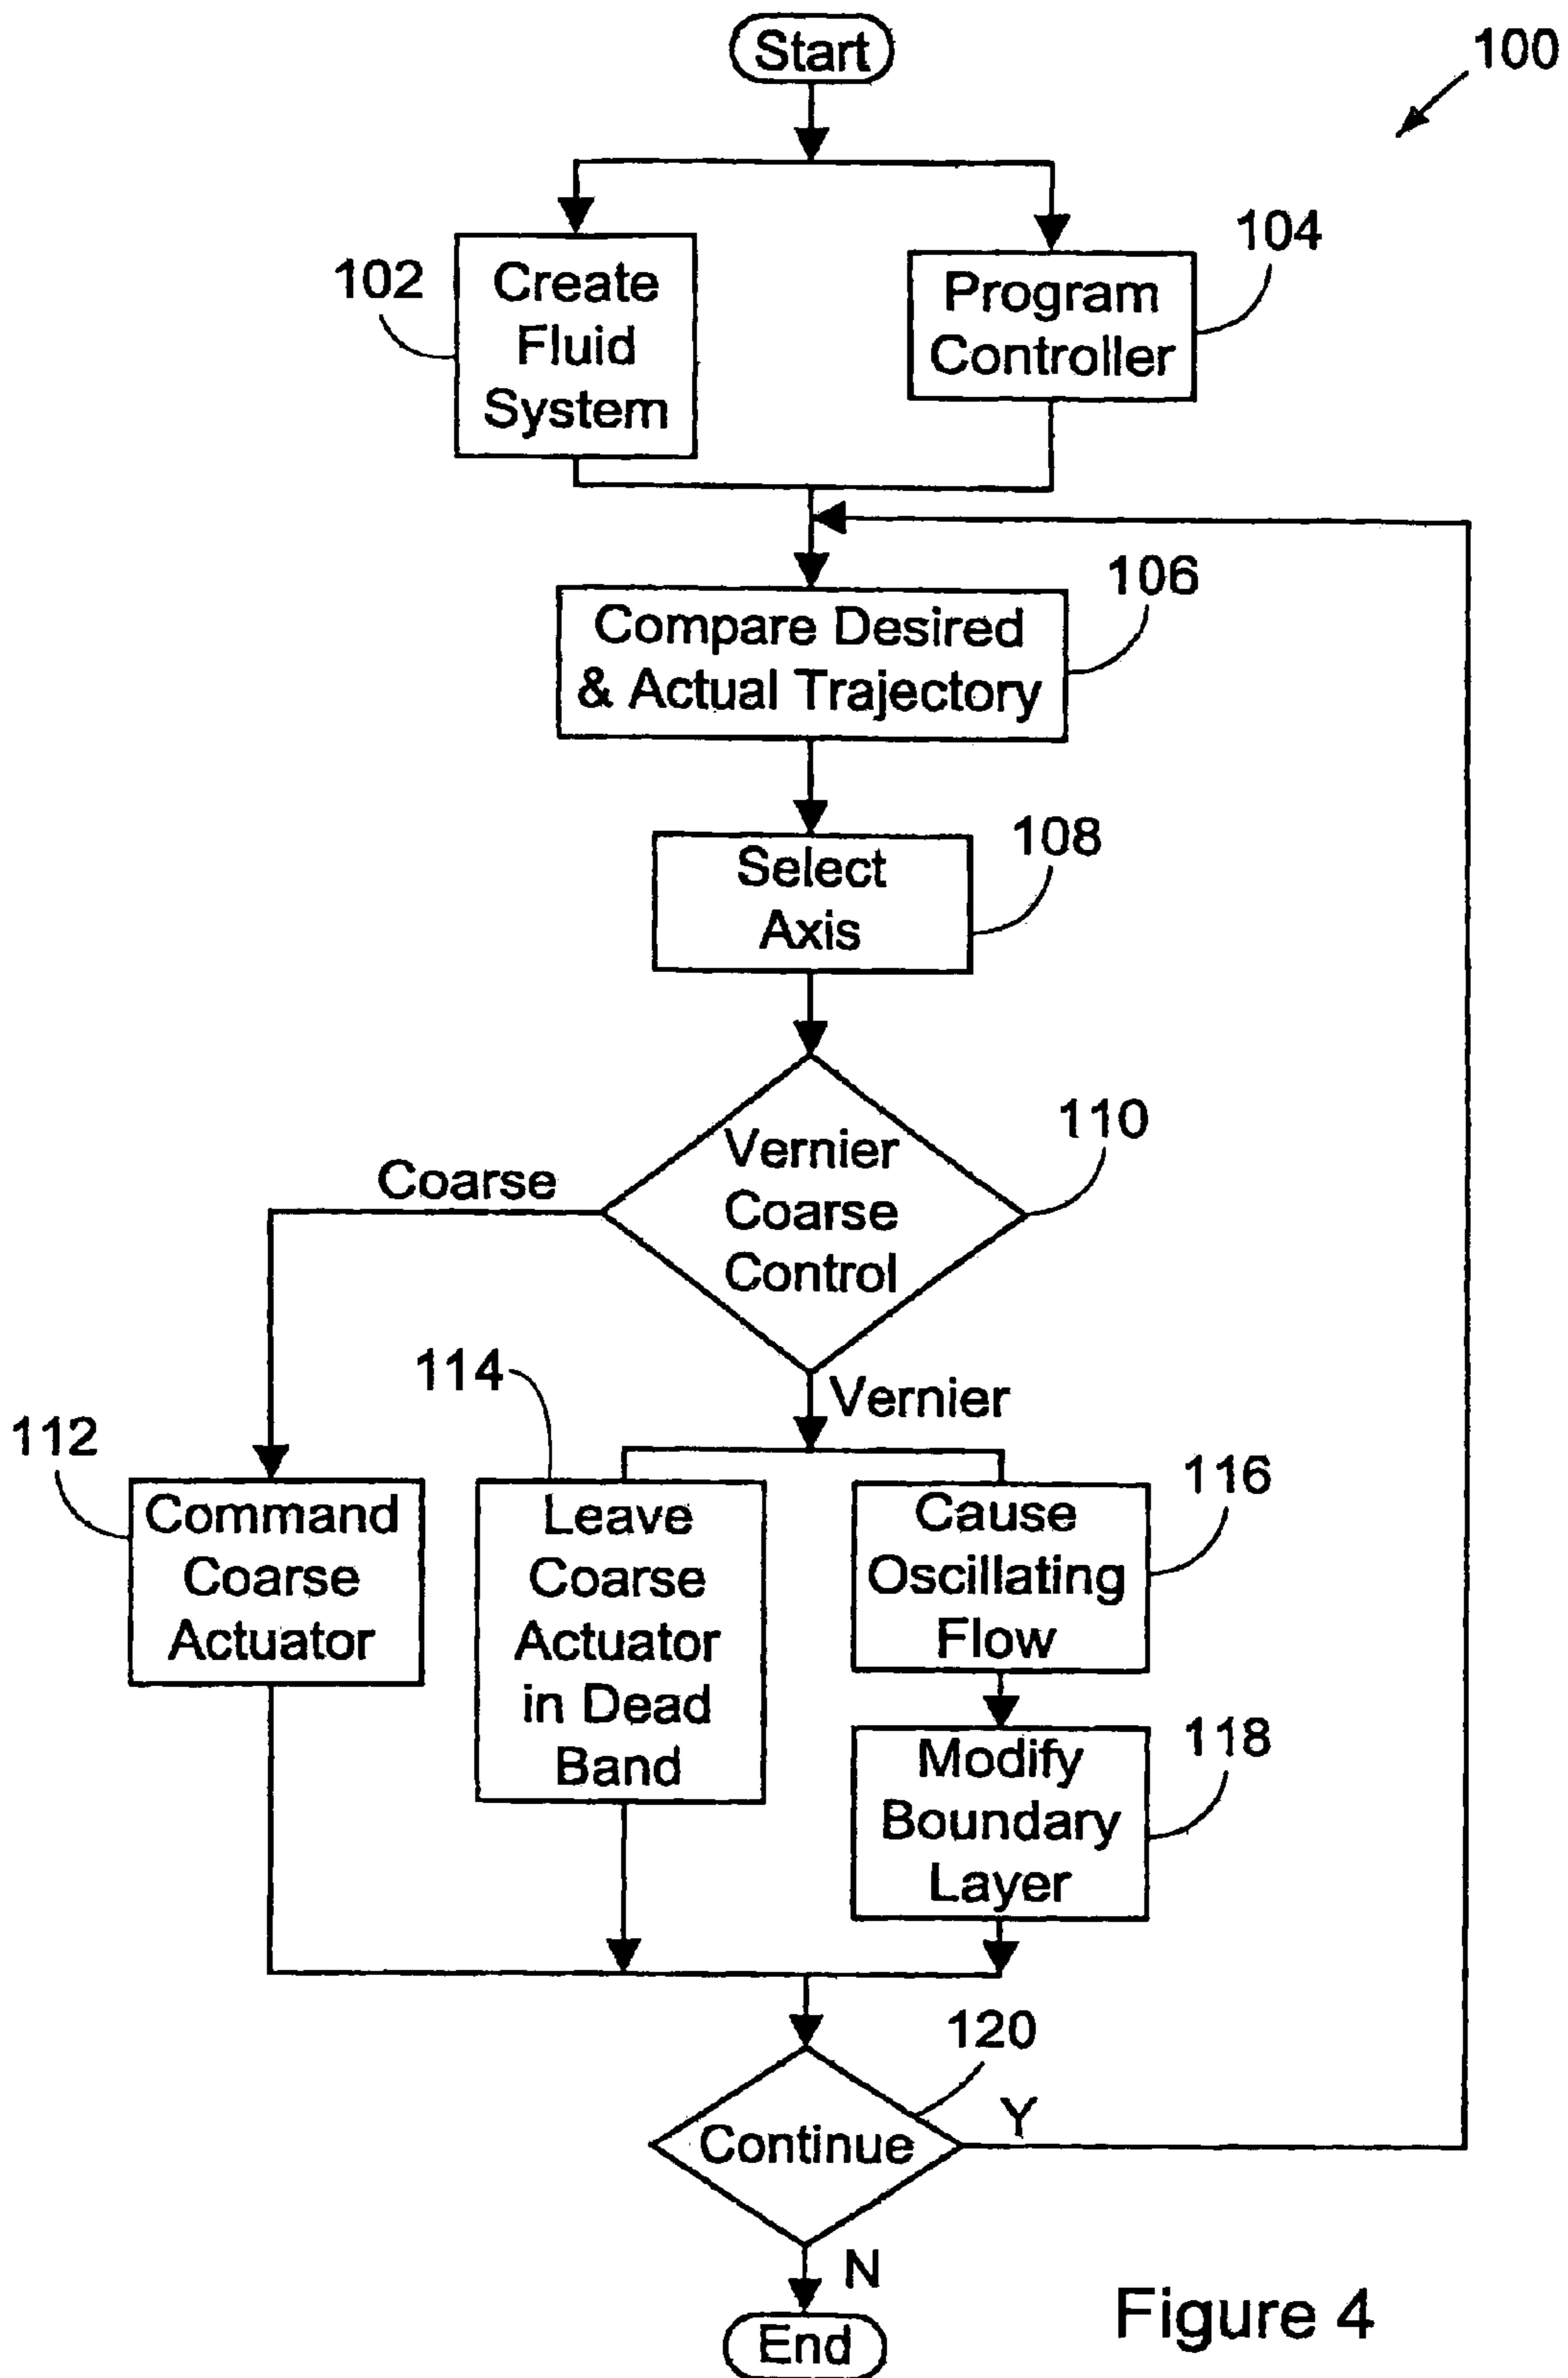 Start
100
102
Create
Fluid
System
104
Program
Controller
106
Compare Desired
& Actual Trajectory
108
Select
Axis
110
Vernier
Coarse
Control
Coarse
Vernier
112
Command
Coarse
Actuator
114
Leave
Coarse
Actuator
in Dead
Band
116
Cause
Oscillating
Flow
118
Modify
Boundary
Layer
120
Continue
Y
N
End
Figure 4